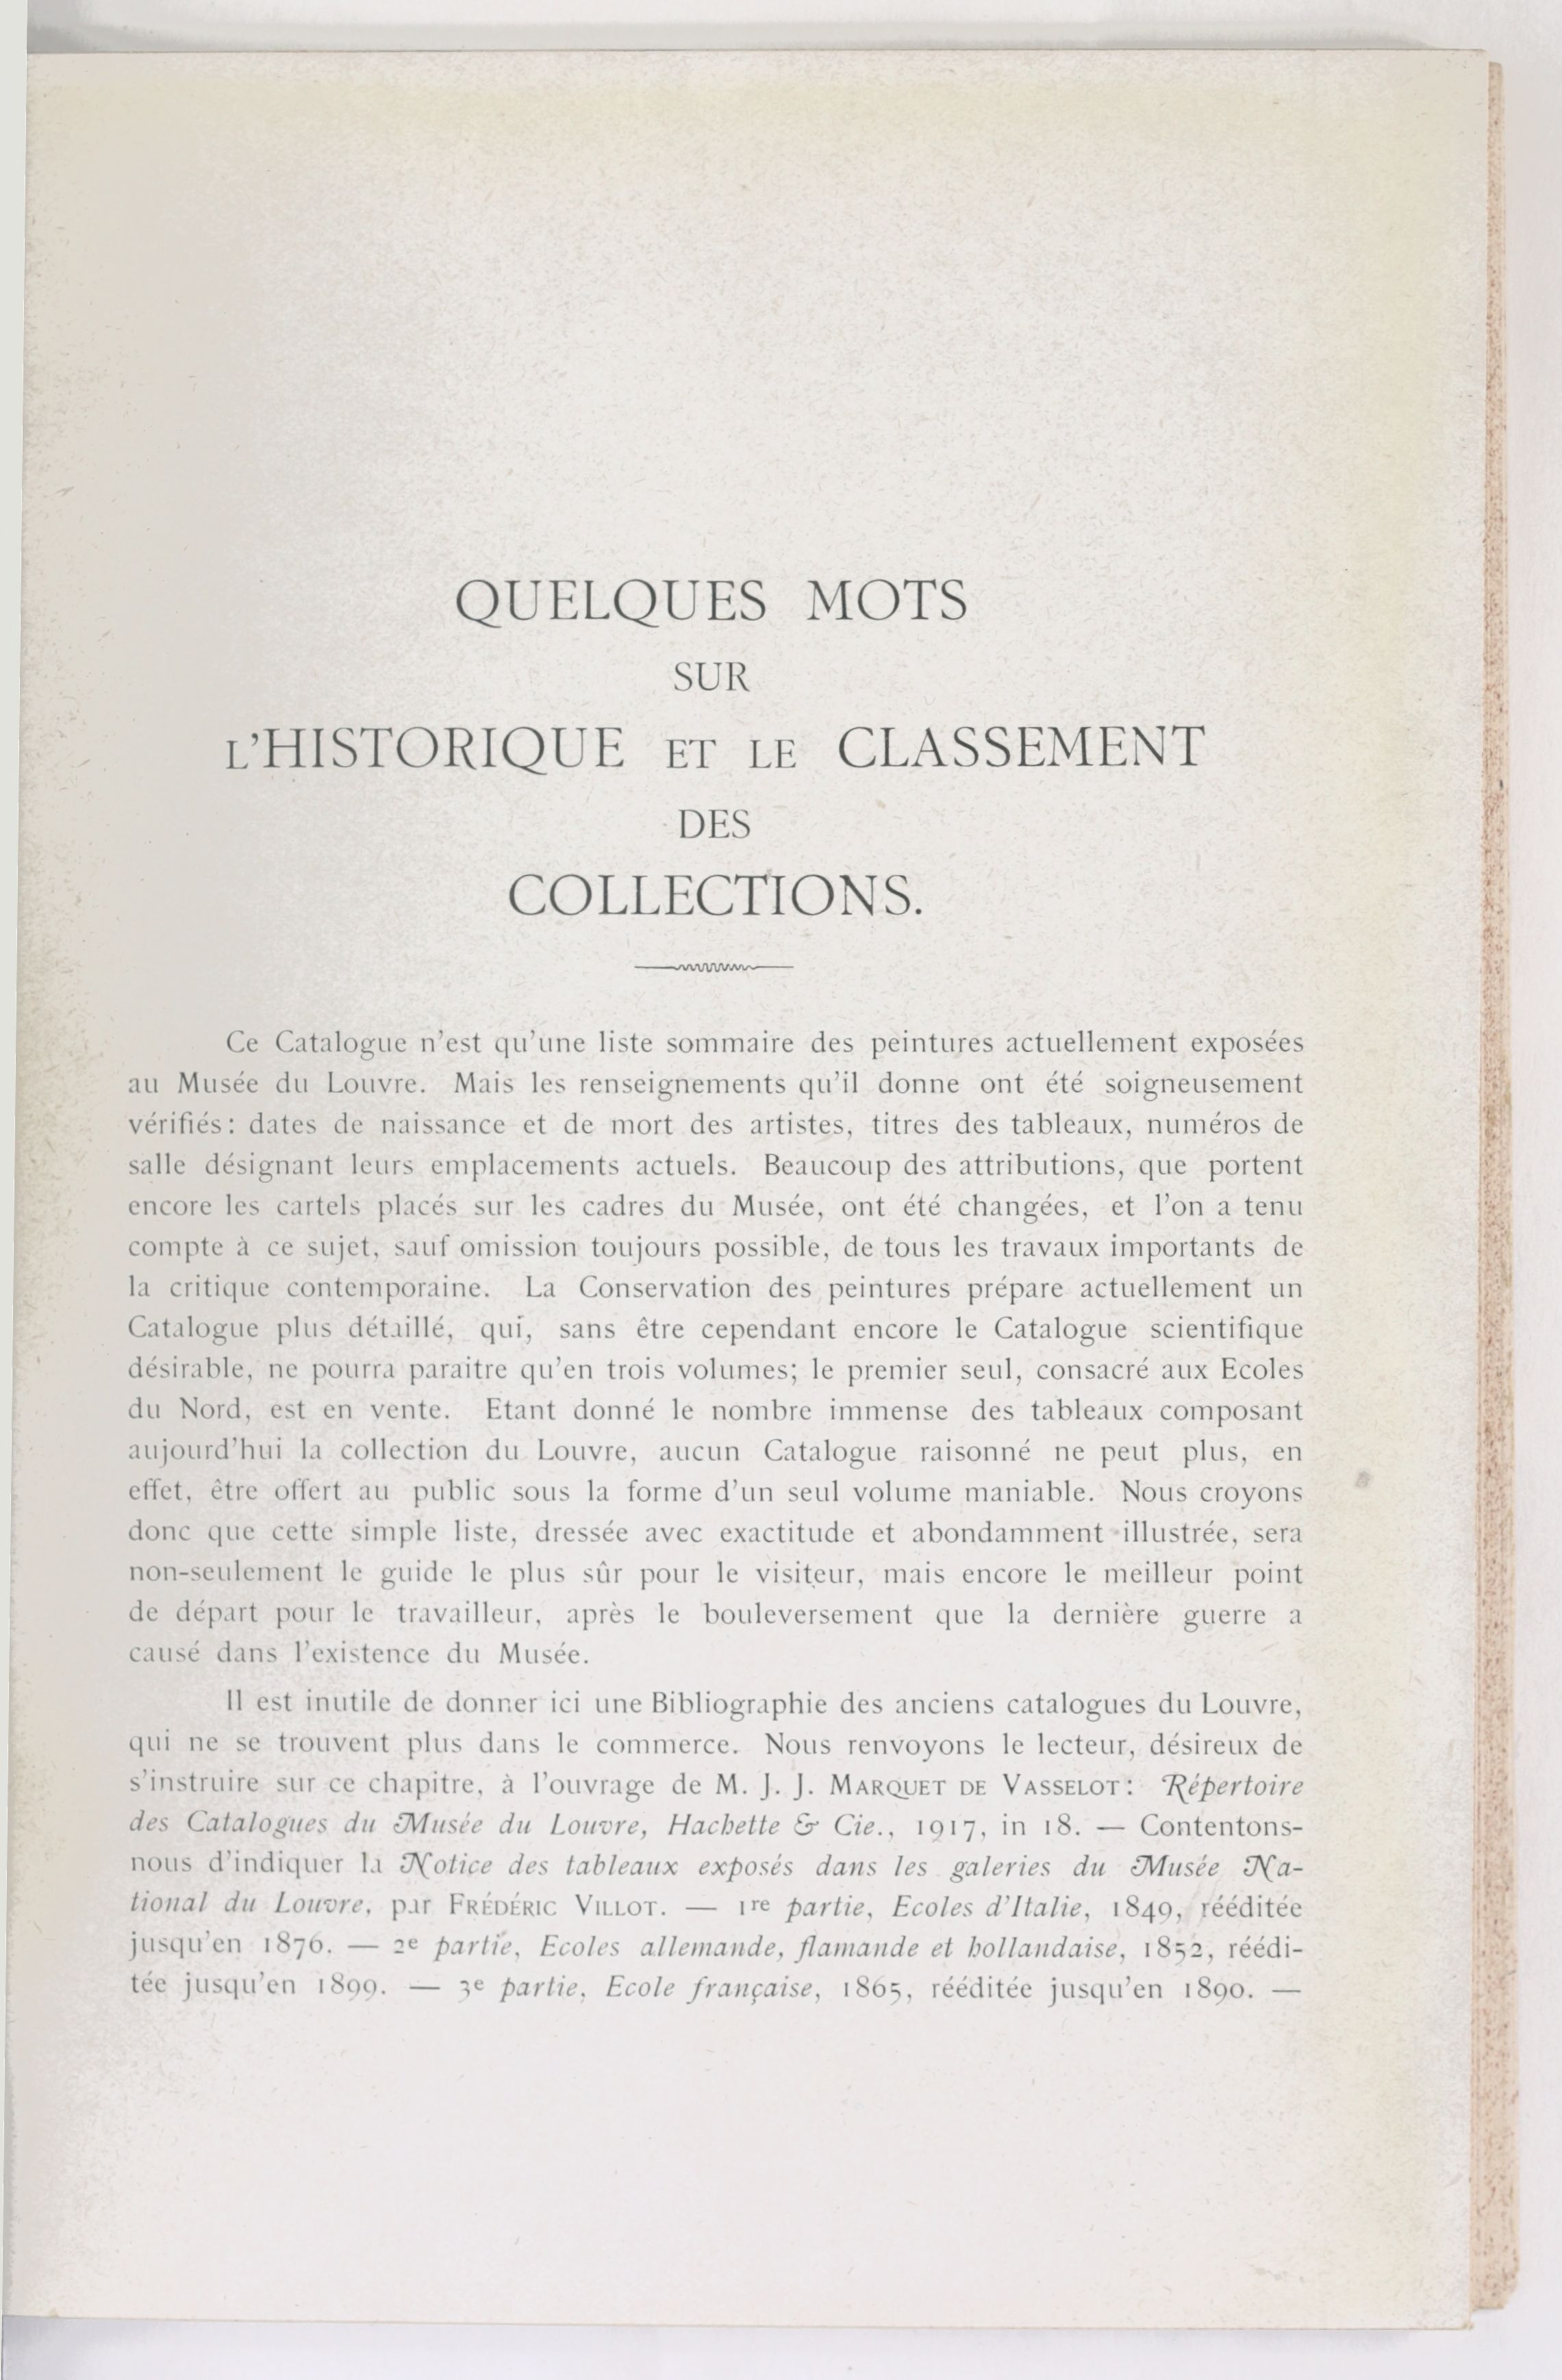 QUELQUES MOTS
SUR
L'HISTORIQUE ET LE CLASSEMENT
DES
COLLECTIONS.
Ce Catalogue n'est qu'une liste sommaire des peintures actuellement exposées
au Musée du Louvre. Mais les renseignements qu'il donne ont été soigneusement
vérifiés: dates de naissance et de mort des artistes, titres des tableaux, numéros de
salle désignant leurs emplacements actuels. Beaucoup des attributions, que portent
encore les cartels placés sur les cadres du Musée, ont été changées, et l'on a tenu
compte à ce sujet, sauf omission toujours possible, de tous les travaux importants de
la critique contemporaine. La Conservation des peintures prépare actuellement un
Catalogue plus détaillé, qui, sans être cependant encore le Catalogue scientifique
désirable, ne pourra paraitre qu'en trois volumes; le premier seul, consacré aux Ecoles
du Nord, est en vente. Etant donné le nombre immense des tableaux composant
aujourd'hui la collection du Louvre, aucun Catalogue raisonné ne peut plus, en
effet, être offert au public sous la forme d'un seul volume maniable. Nous croyons
donc que cette simple liste, dressée avec exactitude et abondamment illustrée, sera
non-seulement le guide le plus sûr pour le visiteur, mais encore le meilleur point
de départ pour le travailleur, après le bouleversement que la dernière guerre a
causé dans l'existence du Musée.
Il est inutile de donner ici une Bibliographie des anciens catalogues du Louvre,
qui ne se trouvent plus dans le commerce. Nous renvoyons le lecteur, désireux de
s'instruire sur ce chapitre, à l'ouvrage de M. J. J. MARQUET DE VASSELOT: Répertoire
des Catalogues du Musée du Louvre, Hachette & Cie., 1917, in 18. — Contentons-
nous d'indiquer la Notice des tableaux exposés dans les galeries du Musée Na-
tional du Louvre, par FRÉDÉRIC VILLOT. — 1re partie, Ecoles d'Italie, 1849, rééditée
jusqu'en 1876. — 2e partie, Ecoles allemande, flamande et hollandaise, 1852, réédi-
tée jusqu'en 1899. — 3e partie, Ecole française, 1865, rééditée jusqu'en 1890. —